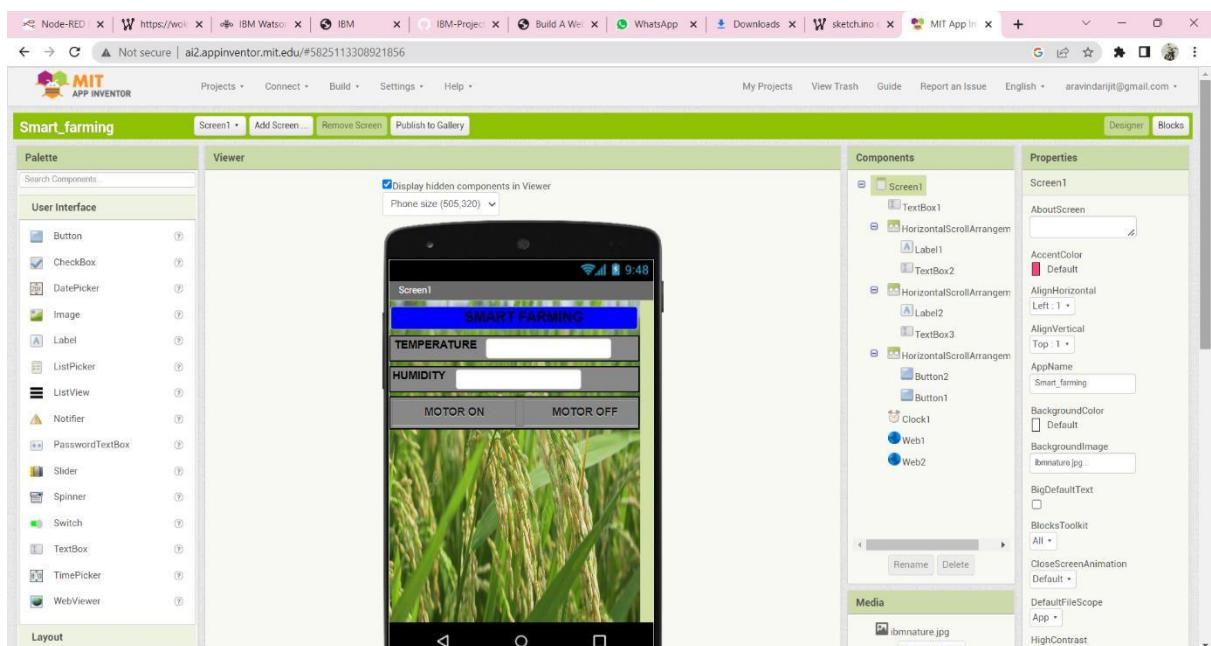 Node-RED
https://wok
IBM Watso
IBM
IBM-Projec
Build A We
WhatsApp
Downloads
sketch.ino
MIT App In
Not secure | ai2.appinventor.mit.edu/#5825113308921856
MIT
APP INVENTOR
Projects
Connect
Build
Settings
Help
My Projects
View Trash
Guide
Report an Issue
English
aravindarijit@gmail.com
Smart_farming
Screen1
Add Screen ...
Remove Screen
Publish to Gallery
Designer
Blocks
Palette
Search Components...
User Interface
Button
CheckBox
DatePicker
Image
Label
ListPicker
ListView
Notifier
PasswordTextBox
Slider
Spinner
Switch
TextBox
TimePicker
WebViewer
Layout
Viewer
Display hidden components in Viewer
Phone size (505,320)
9:48
Screen1
SMART FARMING
TEMPERATURE
HUMIDITY
MOTOR ON
MOTOR OFF
Components
Screen1
TextBox1
HorizontalScrollArrangem
Label1
TextBox2
HorizontalScrollArrangem
Label2
TextBox3
HorizontalScrollArrangem
Button2
Button1
Clock1
Web1
Web2
Rename
Delete
Media
ibmnature.jpg
Properties
Screen1
AboutScreen
AccentColor
Default
AlignHorizontal
Left : 1
AlignVertical
Top : 1
AppName
Smart_farming
BackgroundColor
Default
BackgroundImage
ibmnature.jpg...
BigDefaultText
BlocksToolkit
All
CloseScreenAnimation
Default
DefaultFileScope
App
HighContrast